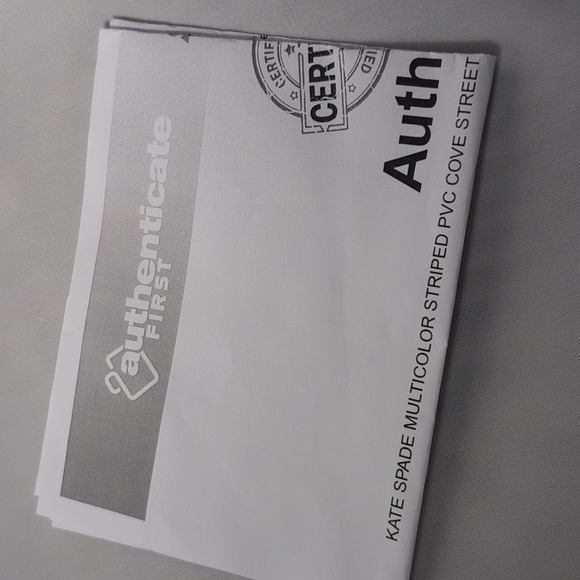 authenticate
FIRST
CERT
Auth
KATE SPADE MULTICOLOR STRIPED PVC COVE STREET